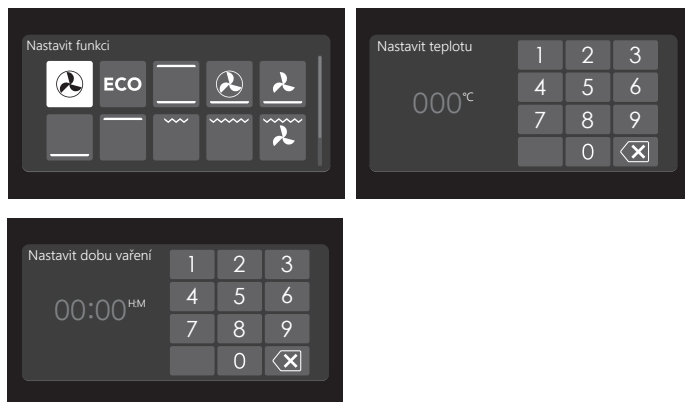 Nastavit funkci
ECO
Nastavit teplotu
000°C
1 2 3
4 5 6
7 8 9
0
Nastavit dobu vaření
00:00 H:M
1 2 3
4 5 6
7 8 9
0